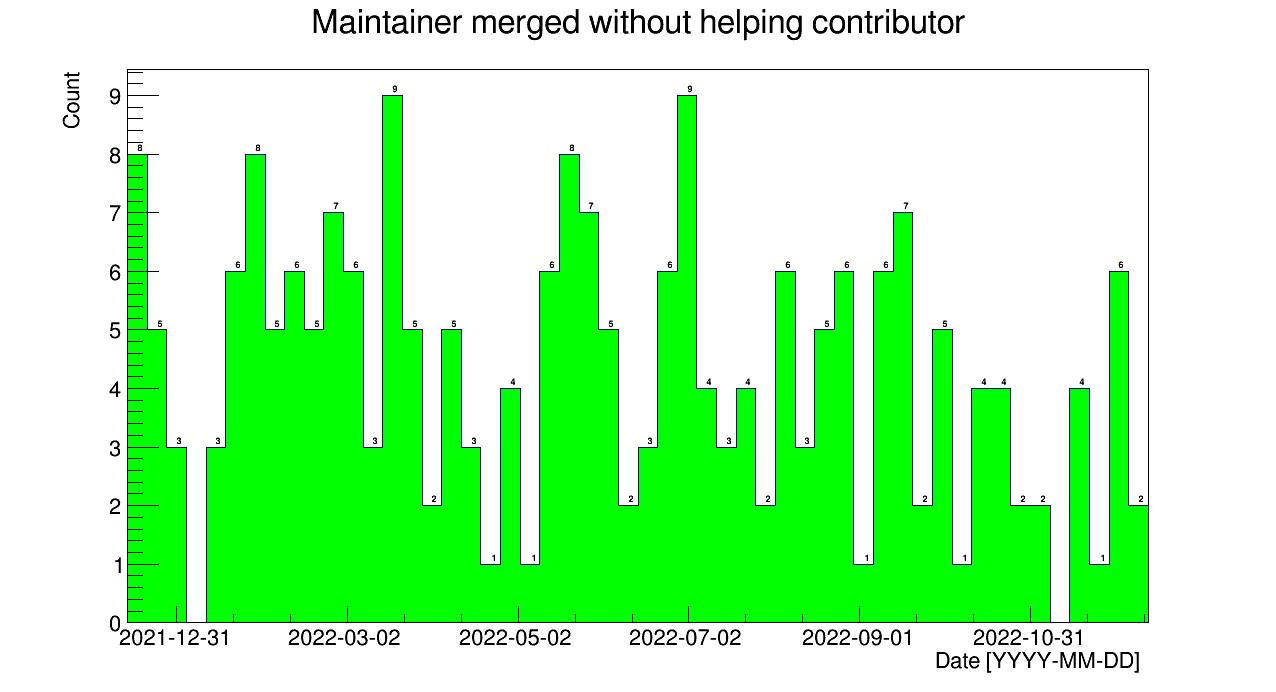 Maintainer merged without helping contributor
Count
9
8
7
6
5
4
3
2
1
0
8 5 3 3 6 8 5 6 5 7 6 3 9 5 2 5 3 1 4 1 6 8 7 5 2 3 6 9 4 3 4 2 6 3 5 6 1 6 7 2 5 1 4 4 2 2 4 1 6 2
2021-12-31 2022-03-02 2022-05-02 2022-07-02 2022-09-01 2022-10-31
Date [YYYY-MM-DD]